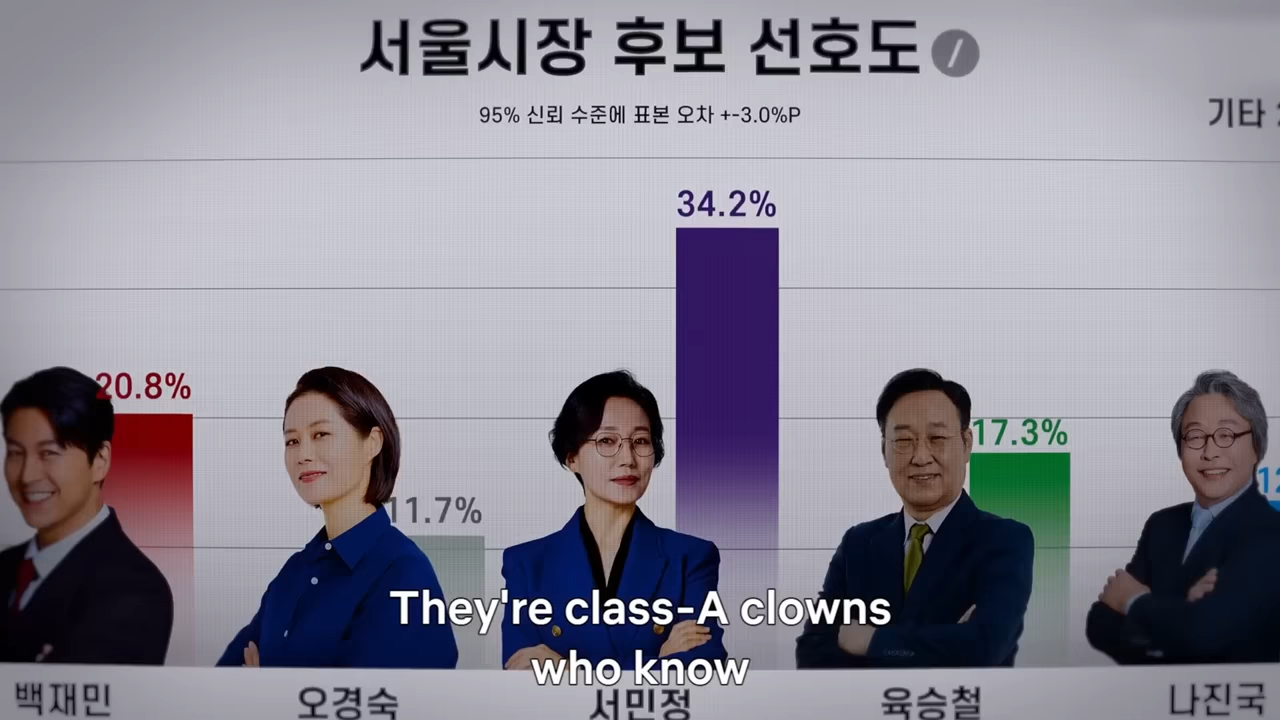 서울시장 후보 선호도
95% 신뢰 수준에 표본 오차 +-3.0%P
기타
34.2%
20.8%
17.3%
11.7%
They're class-A clowns
who know
백재민
오경숙
서민정
육승철
나진국